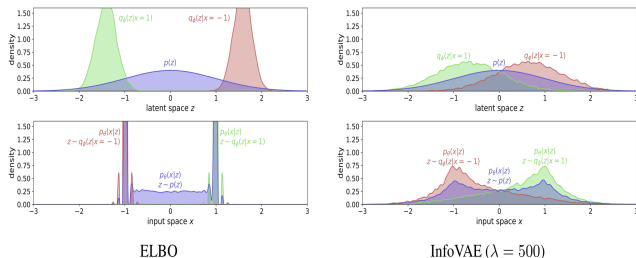 1.50
1.25
1.00
0.75
0.50
0.25
0.00
density
q_ϕ(z|x = 1)
q_ϕ(z|x = −1)
p(z)
−3 −2 −1 0 1 2 3
latent space z
1.50
1.25
1.00
0.75
0.50
0.25
0.00
density
q_ϕ(z|x = 1)
q_ϕ(z|x = −1)
p(z)
−3 −2 −1 0 1 2 3
latent space z
1.50
1.25
1.00
0.75
0.50
0.25
0.00
density
p_θ(x|z)
z ∼ q_ϕ(z|x = −1)
p_θ(x|z)
z ∼ q_ϕ(z|x = 1)
p_θ(x|z)
z ∼ p(z)
−3 −2 −1 0 1 2 3
input space x
1.50
1.25
1.00
0.75
0.50
0.25
0.00
density
p_θ(x|z)
z ∼ q_ϕ(z|x = −1)
p_θ(x|z)
z ∼ q_ϕ(z|x = 1)
p_θ(x|z)
z ∼ p(z)
−3 −2 −1 0 1 2 3
input space x
ELBO
InfoVAE (λ = 500)